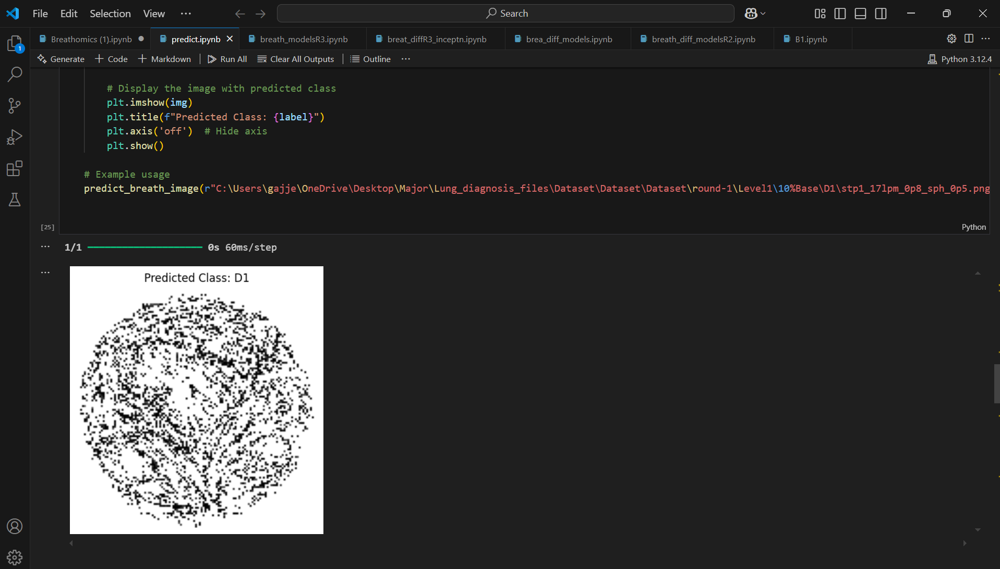 File Edit Selection View ···
Search
1
Breathomics (1).ipynb
predict.ipynb
breath_modelsR3.ipynb
breat_diffR3_inceptn.ipynb
brea_diff_models.ipynb
breath_diff_modelsR2.ipynb
B1.ipynb
Generate + Code + Markdown | Run All Clear All Outputs | Outline ···
Python 3.12.4
# Display the image with predicted class
plt.imshow(img)
plt.title(f"Predicted Class: {label}")
plt.axis('off')  # Hide axis
plt.show()
# Example usage
predict_breath_image(r"C:\Users\gajje\OneDrive\Desktop\Major\Lung_diagnosis_files\Dataset\Dataset\Dataset\round-1\Level1\10%Base\D1\stp1_17lpm_0p8_sph_0p5.png
[25]
Python
1/1 ━━━━━━━━━━━━━━━━━━━━ 0s 60ms/step
Predicted Class: D1